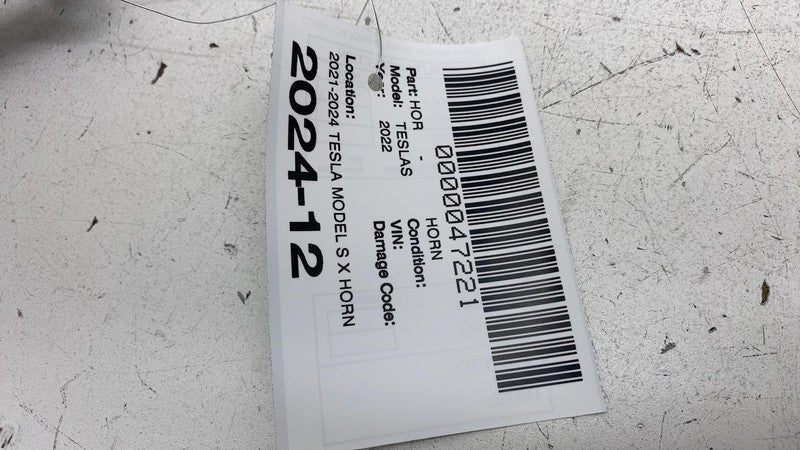 0000047221
Part: HOR - HORN
Model: TESLAS Condition:
Year: 2022 VIN:
Damage Code:
Location:
2021-2024 TESLA MODEL S X HORN
2024-12